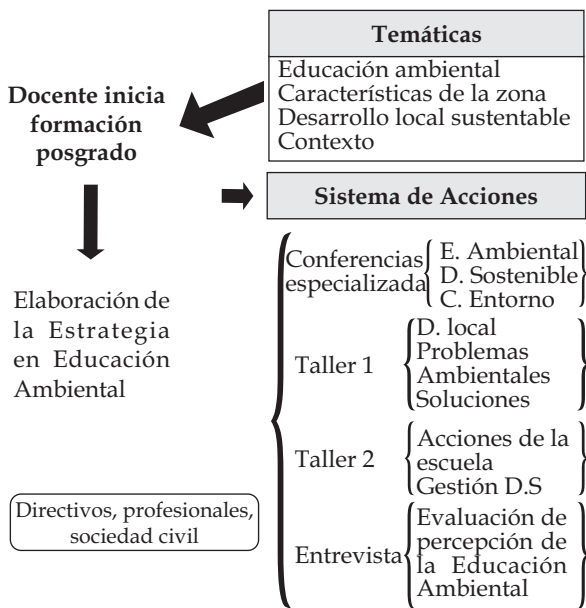 Temáticas
Educación ambiental
Características de la zona
Desarrollo local sustentable
Contexto
Docente inicia
formación
posgrado
Sistema de Acciones
Elaboración de
la Estrategia
en Educación
Ambiental
Conferencias
especializada
E. Ambiental
D. Sostenible
C. Entorno
Taller 1
D. local
Problemas
Ambientales
Soluciones
Taller 2
Acciones de la
escuela
Gestión D.S
Directivos, profesionales,
sociedad civil
Entrevista
Evaluación de
percepción de
la Educación
Ambiental